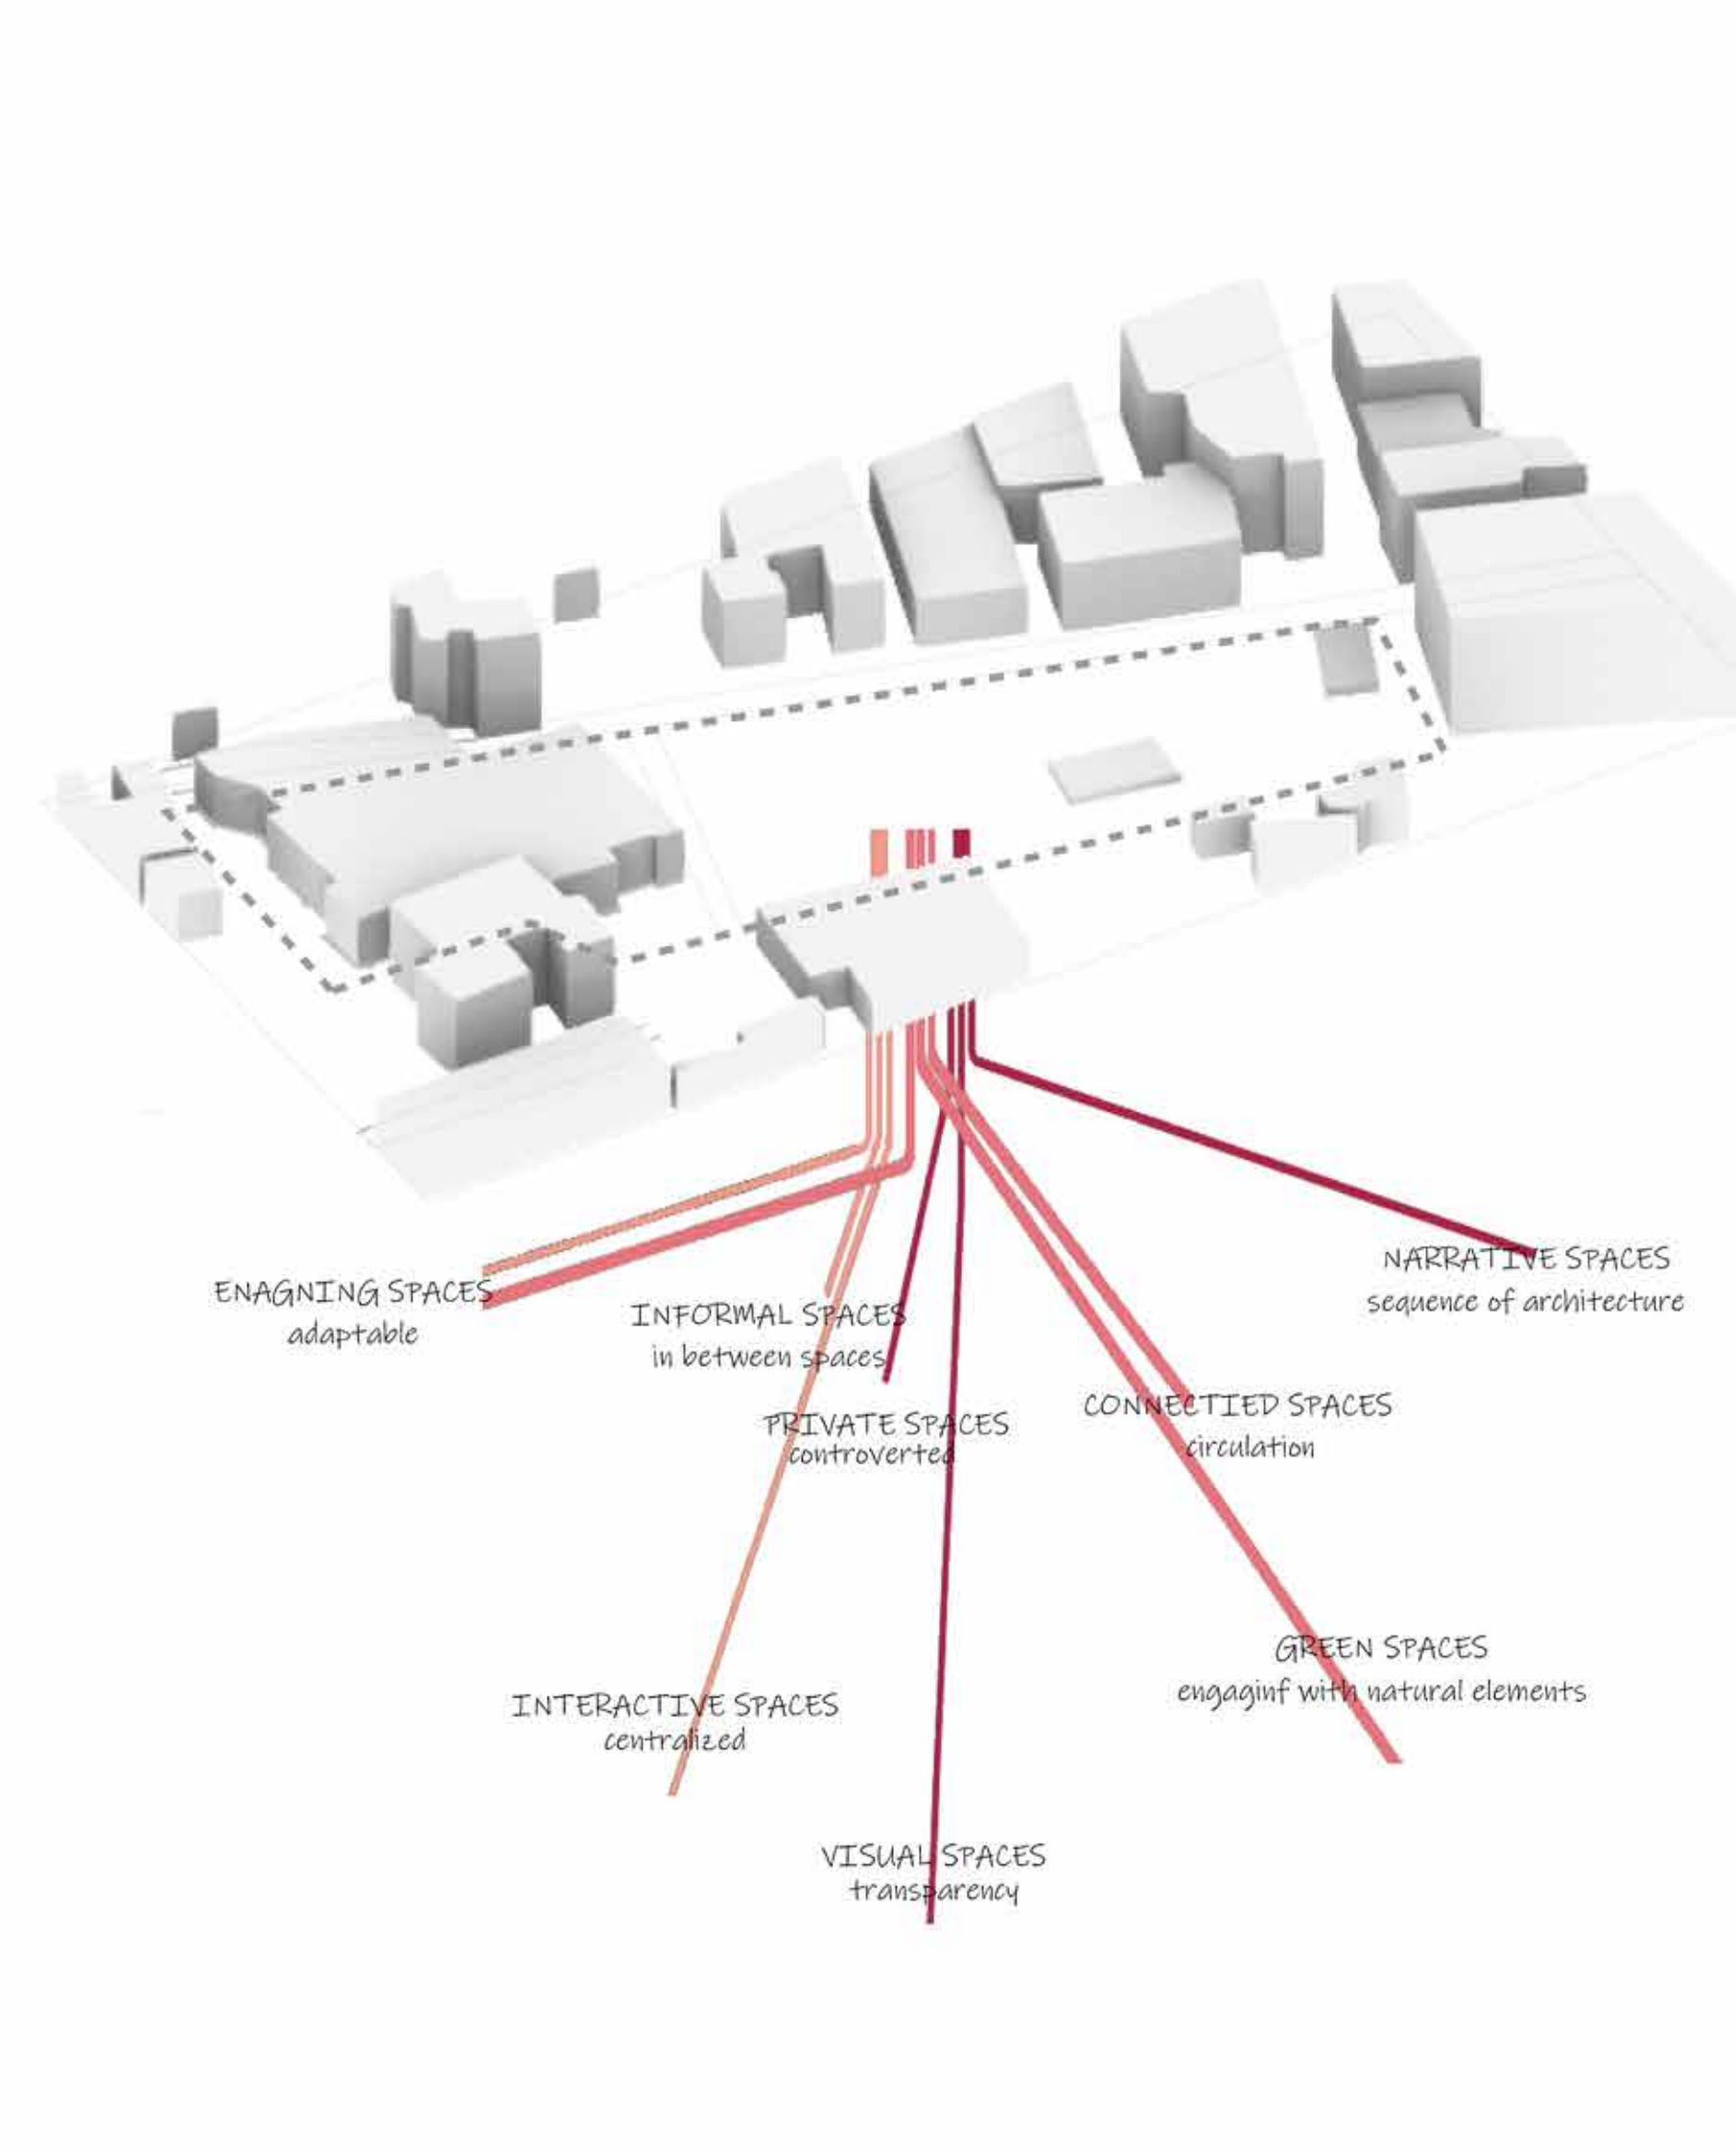 NARRATIVE SPACES
sequence of architecture
ENAGNING SPACES
adaptable
INFORMAL SPACES
in between spaces
CONNECTIED SPACES
circulation
PRIVATE SPACES
controverted
GREEN SPACES
engaginf with natural elements
INTERACTIVE SPACES
centralized
VISUAL SPACES
transparency